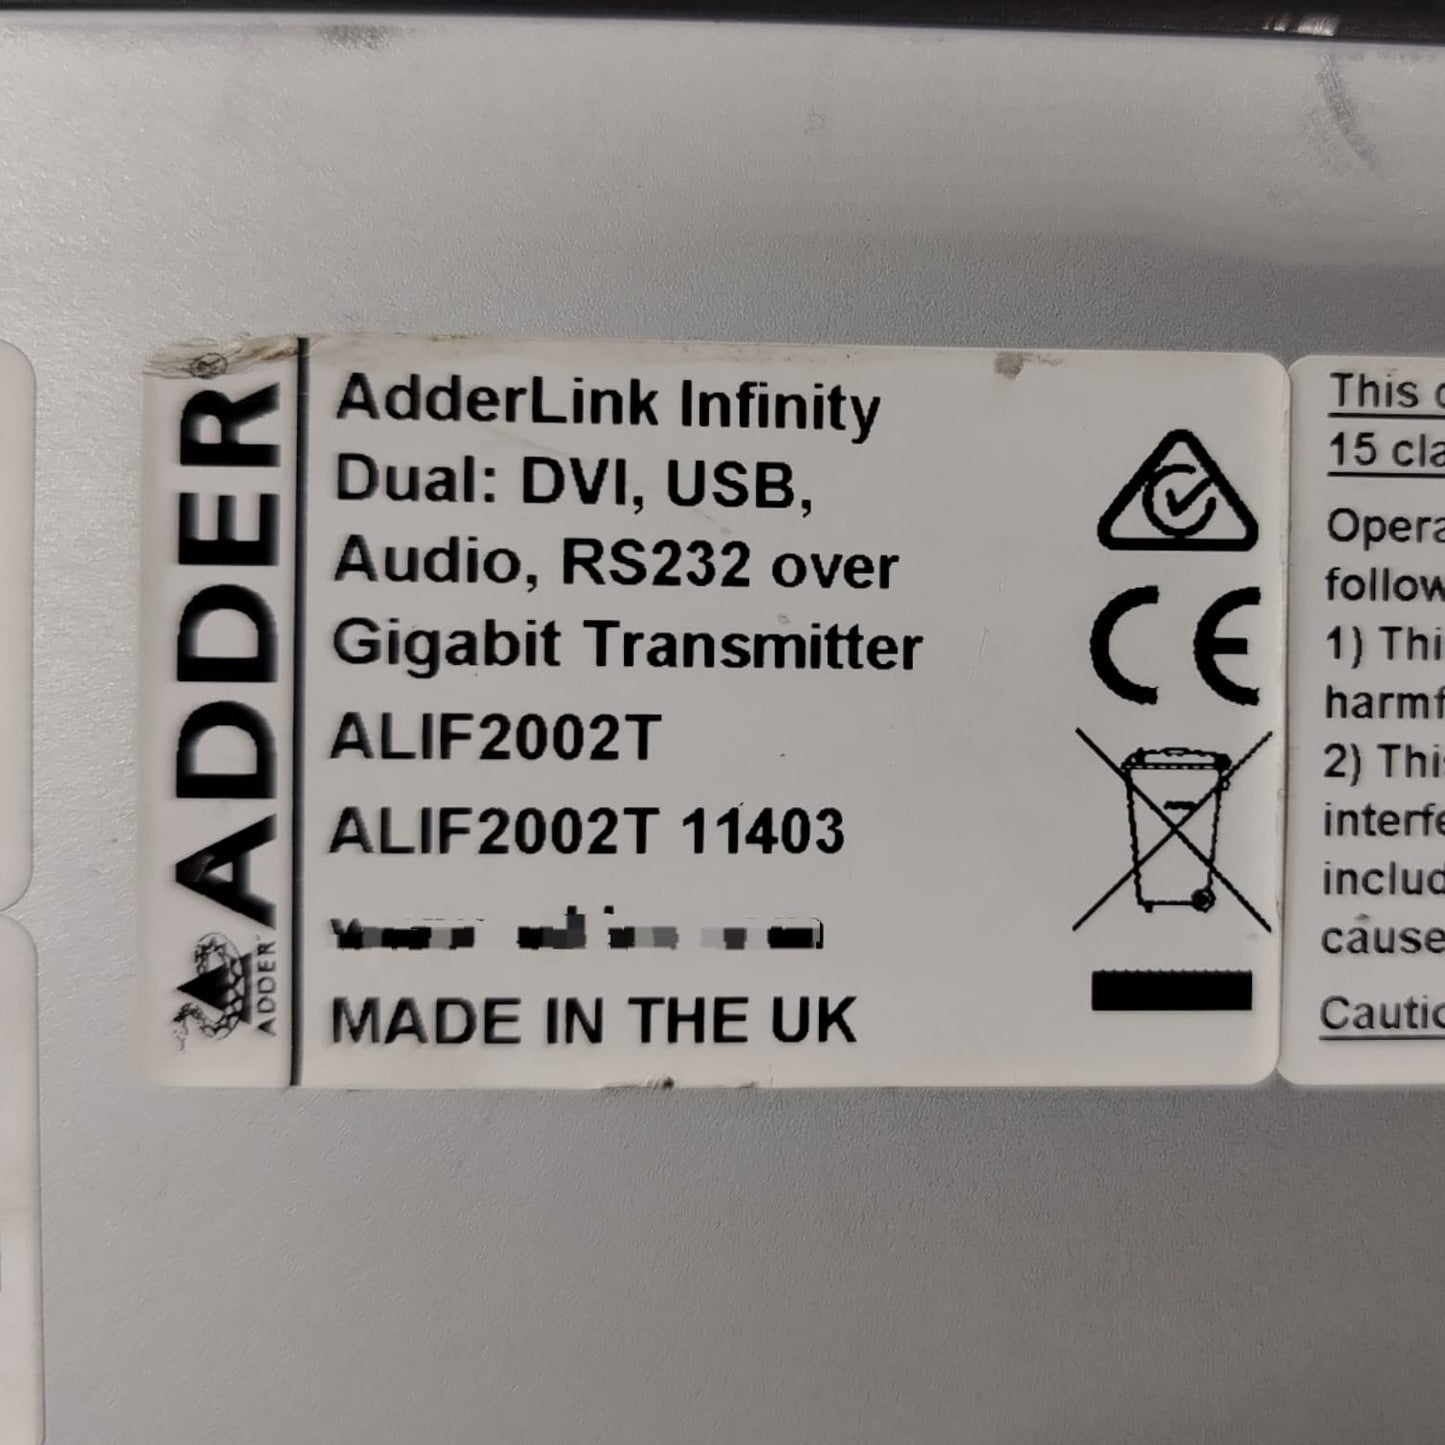 ADDER
ADDER
AdderLink Infinity
Dual: DVI, USB,
Audio, RS232 over
Gigabit Transmitter
ALIF2002T
ALIF2002T 11403
MADE IN THE UK
CE
This
15 cla
Opera
follow
1) Thi
harmf
2) This
interfe
includ
cause
Cautio